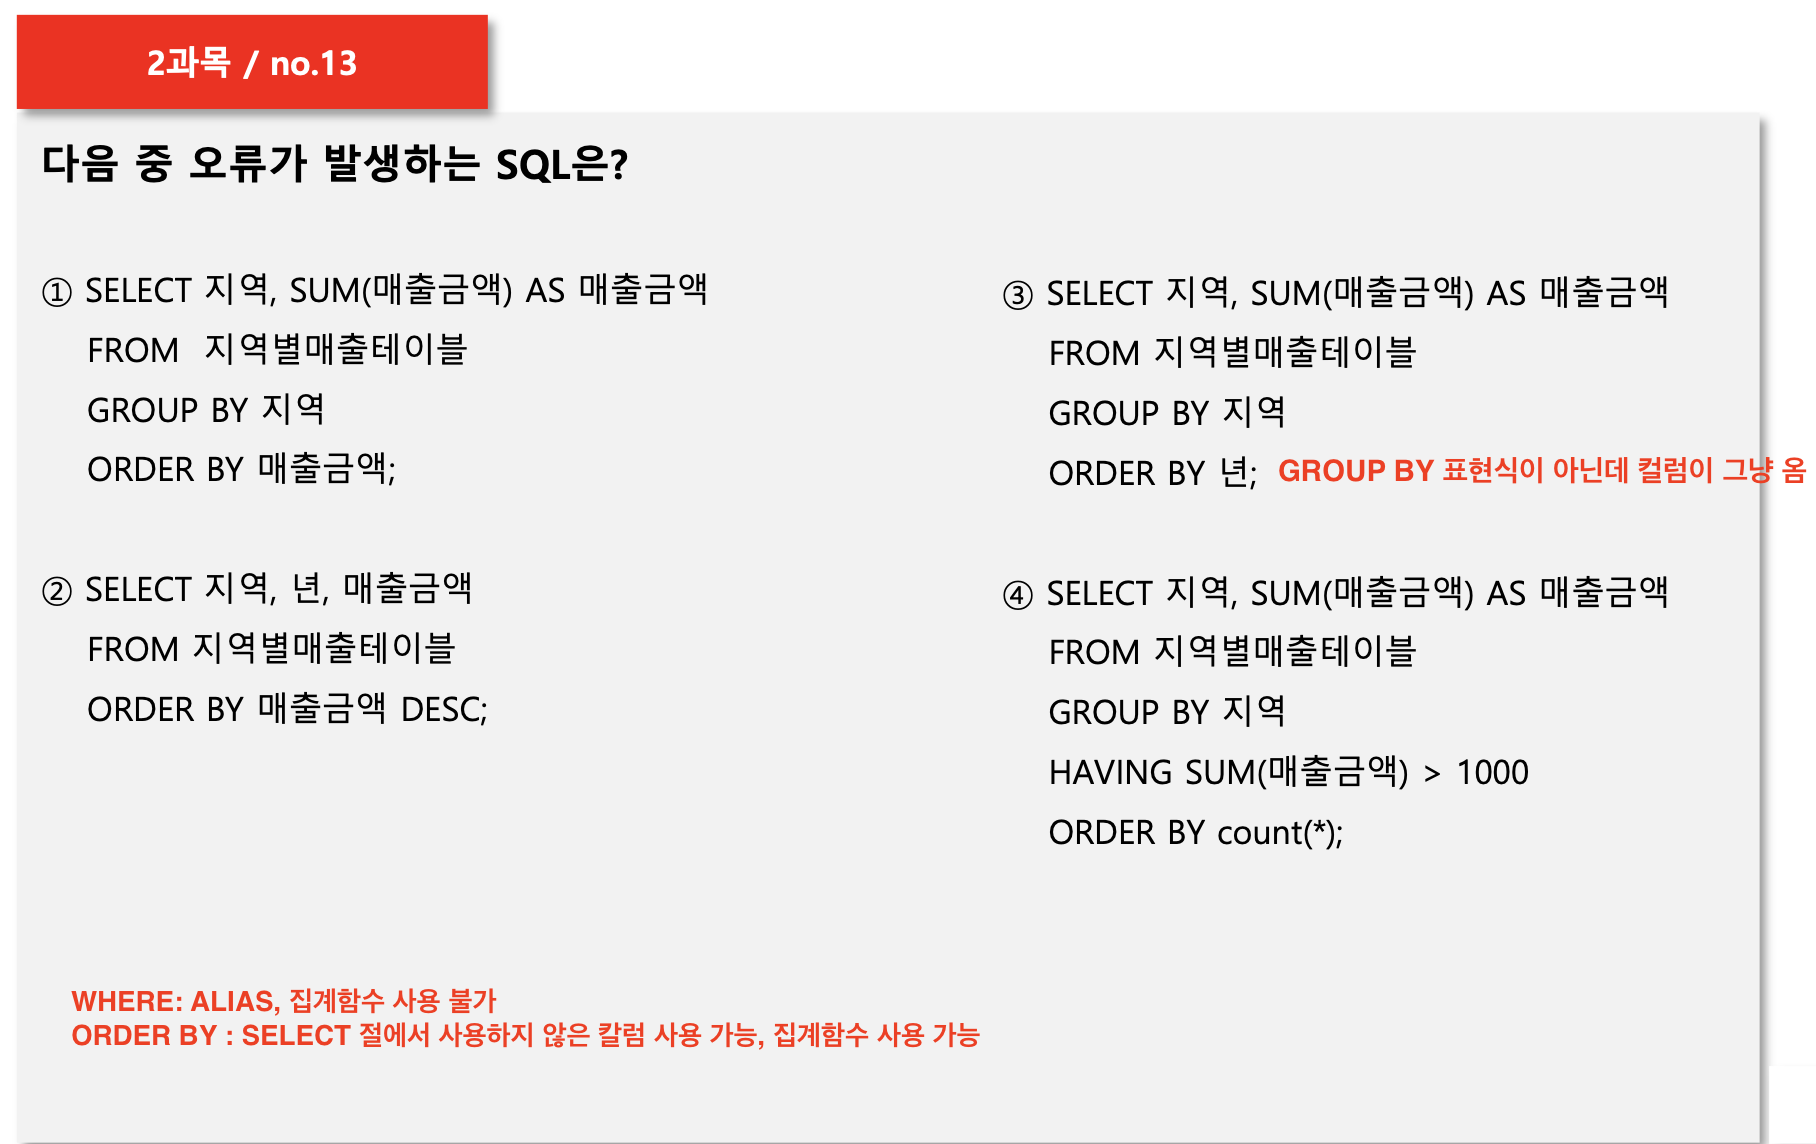 2과목 / no.13
다음 중 오류가 발생하는 SQL은?
① SELECT 지역, SUM(매출금액) AS 매출금액
FROM 지역별매출테이블
GROUP BY 지역
ORDER BY 매출금액;
② SELECT 지역, 년, 매출금액
FROM 지역별매출테이블
ORDER BY 매출금액 DESC;
③ SELECT 지역, SUM(매출금액) AS 매출금액
FROM 지역별매출테이블
GROUP BY 지역
ORDER BY 년; GROUP BY 표현식이 아닌데 컬럼이 그냥 옴
④ SELECT 지역, SUM(매출금액) AS 매출금액
FROM 지역별매출테이블
GROUP BY 지역
HAVING SUM(매출금액) > 1000
ORDER BY count(*);
WHERE: ALIAS, 집계함수 사용 불가
ORDER BY : SELECT 절에서 사용하지 않은 칼럼 사용 가능, 집계함수 사용 가능